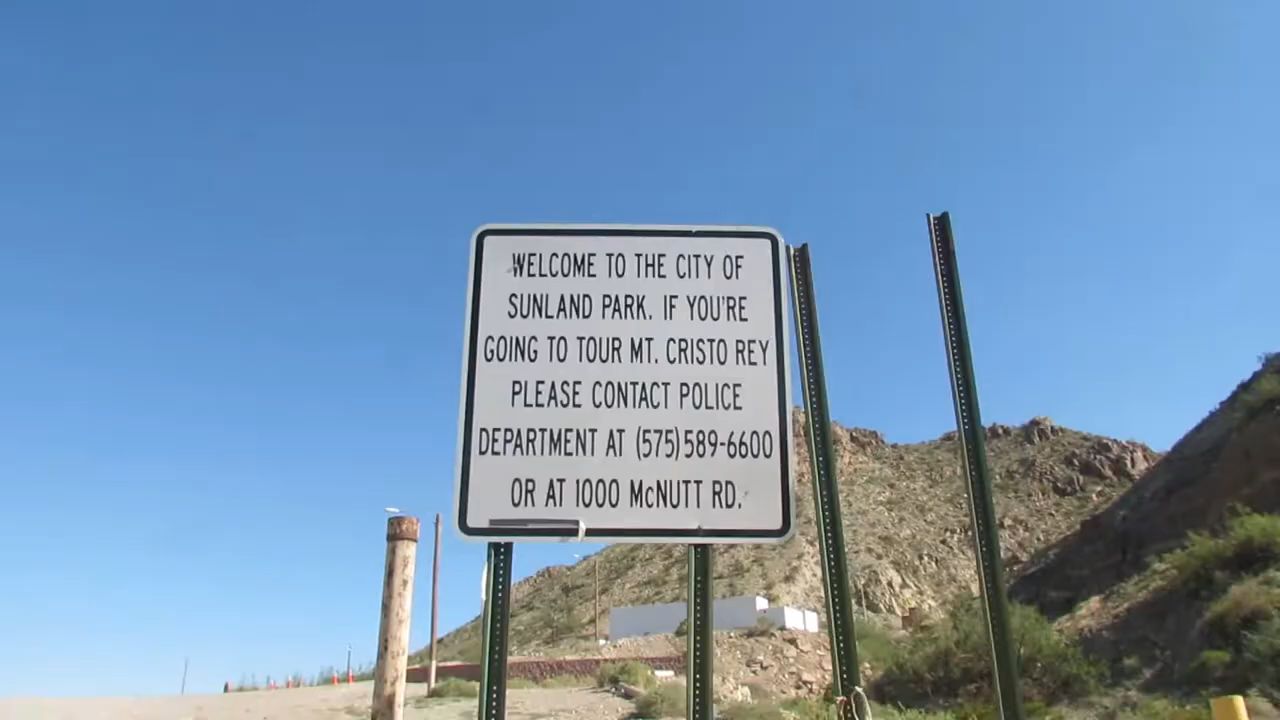 WELCOME TO THE CITY OF
SUNLAND PARK. IF YOU'RE
GOING TO TOUR MT. CRISTO REY
PLEASE CONTACT POLICE
DEPARTMENT AT (575)589-6600
OR AT 1000 McNUTT RD.